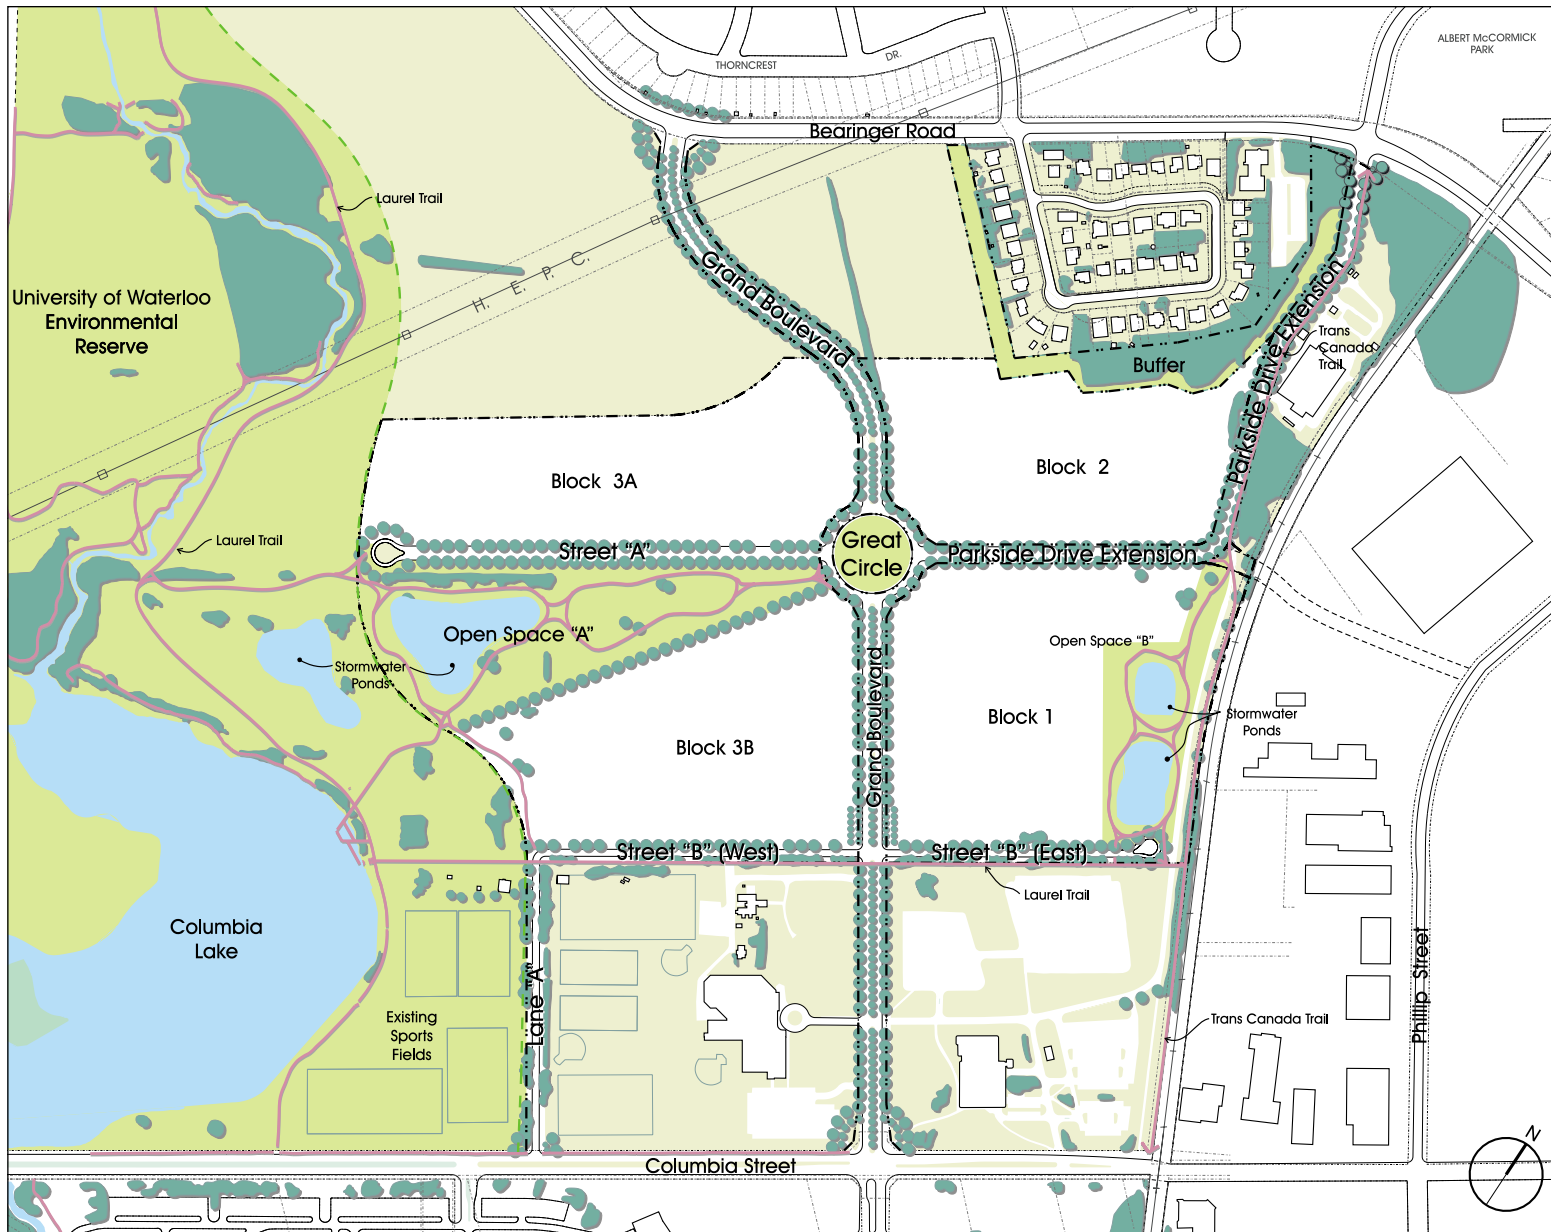 ALBERT McCORMICK
PARK
THORNCREST
DR.
Bearinger Road
Laurel Trail
Grand Boulevard
H. E. P. C.
University of Waterloo
Environmental
Reserve
Parkside Drive Extension
Trans
Canada
Trail
Buffer
Block 3A
Block 2
Laurel Trail
Street "A"
Great
Circle
Parkside Drive Extension
Open Space "A"
Open Space "B"
Stormwater
Ponds
Grand Boulevard
Block 1
Stormwater
Ponds
Block 3B
Street "B" (West)
Street "B" (East)
Laurel Trail
Columbia
Lake
Lane "A"
Existing
Sports
Fields
Trans Canada Trail
Phillip Street
Columbia Street
N